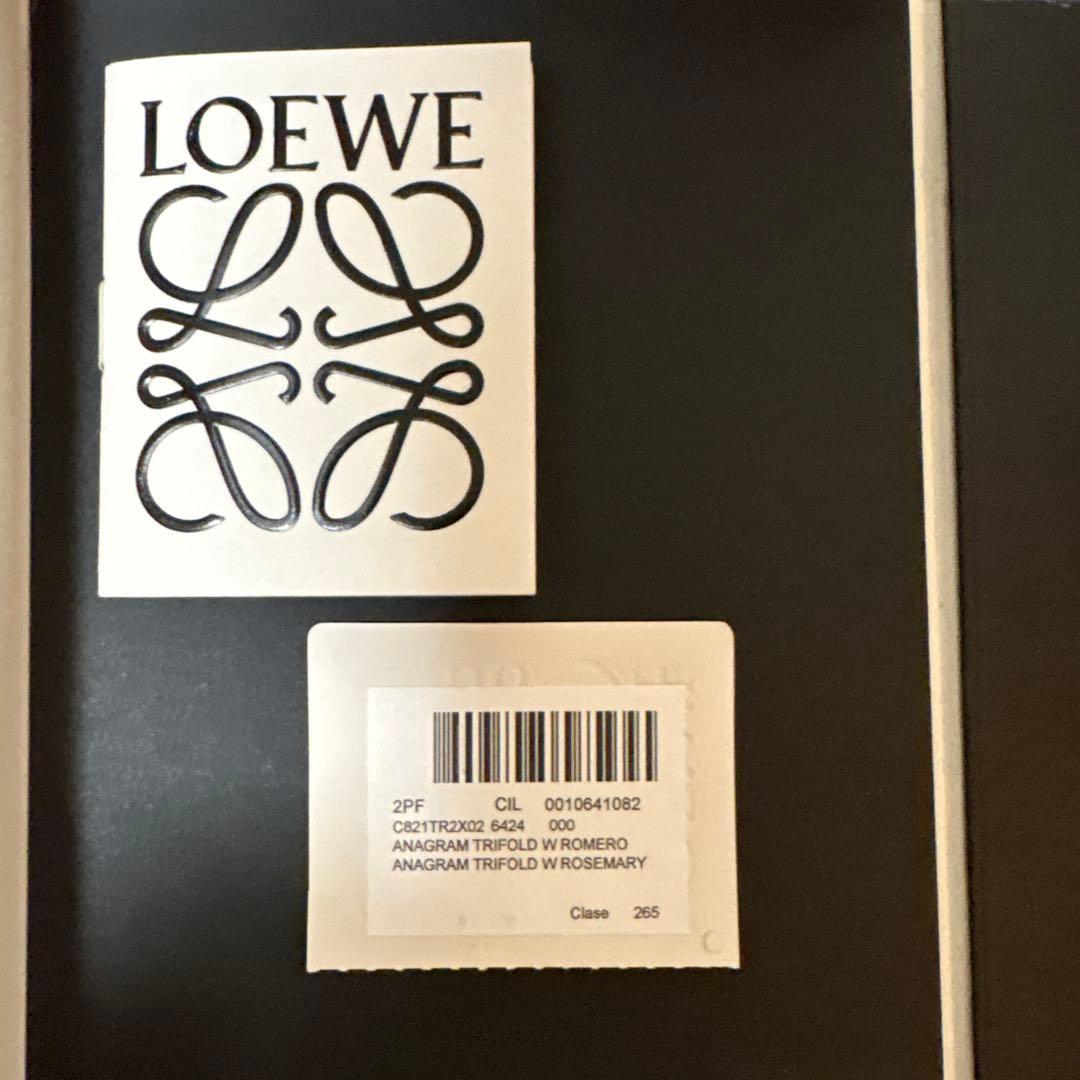 LOEWE
2PF CIL 0010641082
C821TR2X02 6424 000
ANAGRAM TRIFOLD W ROMERO
ANAGRAM TRIFOLD W ROSEMARY
Clase 265
C